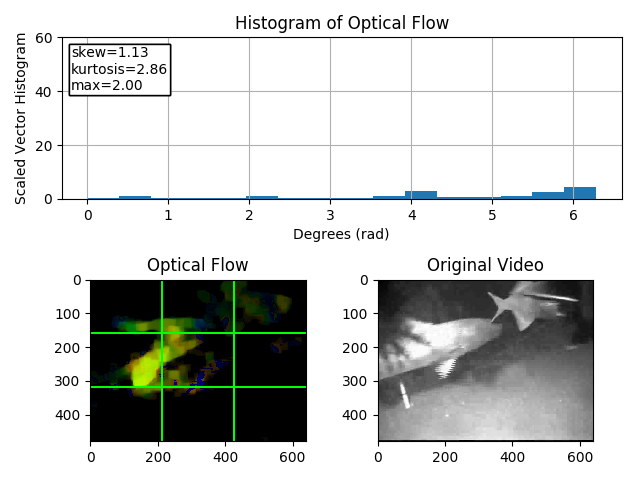 Histogram of Optical Flow
Scaled Vector Histogram
60
40
20
0
skew=1.13
kurtosis=2.86
max=2.00
0 1 2 3 4 5 6
Degrees (rad)
Optical Flow
0
100
200
300
400
0 200 400 600
Original Video
0
100
200
300
400
0 200 400 600